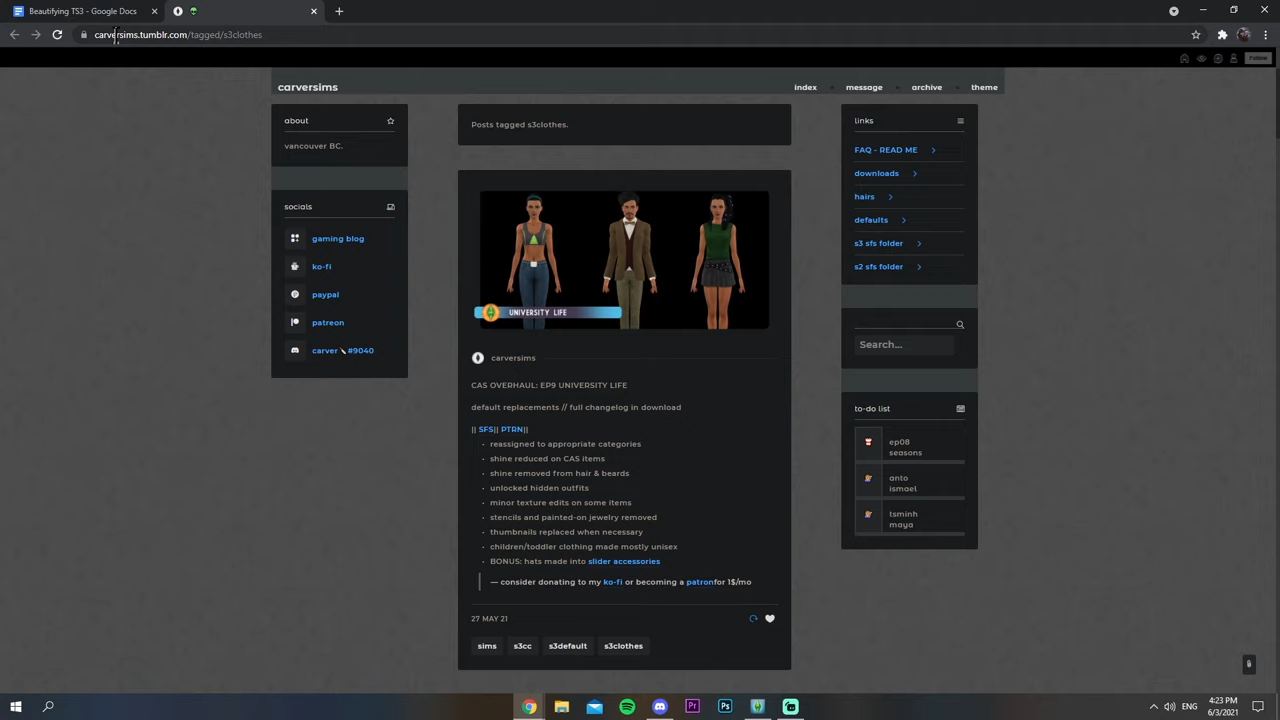 Beautifying TS3 - Google Docs
carversims.tumblr.com/tagged/s3clothes
Follow
carversims
index
message
archive
theme
about
vancouver BC.
socials
gaming blog
ko-fi
paypal
patreon
carver🔪#9040
Posts tagged s3clothes.
UNIVERSITY LIFE
carversims
CAS OVERHAUL: EP9 UNIVERSITY LIFE
default replacements // full changelog in download
|| SFS|| PTRN||
• reassigned to appropriate categories
• shine reduced on CAS items
• shine removed from hair & beards
• unlocked hidden outfits
• minor texture edits on some items
• stencils and painted-on jewelry removed
• thumbnails replaced when necessary
• children/toddler clothing made mostly unisex
• BONUS: hats made into slider accessories
— consider donating to my ko-fi or becoming a patronfor 1$/mo
27 MAY 21
sims
s3cc
s3default
s3clothes
links
FAQ - READ ME
downloads
hairs
defaults
s3 sfs folder
s2 sfs folder
Search...
to-do list
ep08
seasons
anto
ismael
tsminh
maya
ENG
4:23 PM
6/3/2021